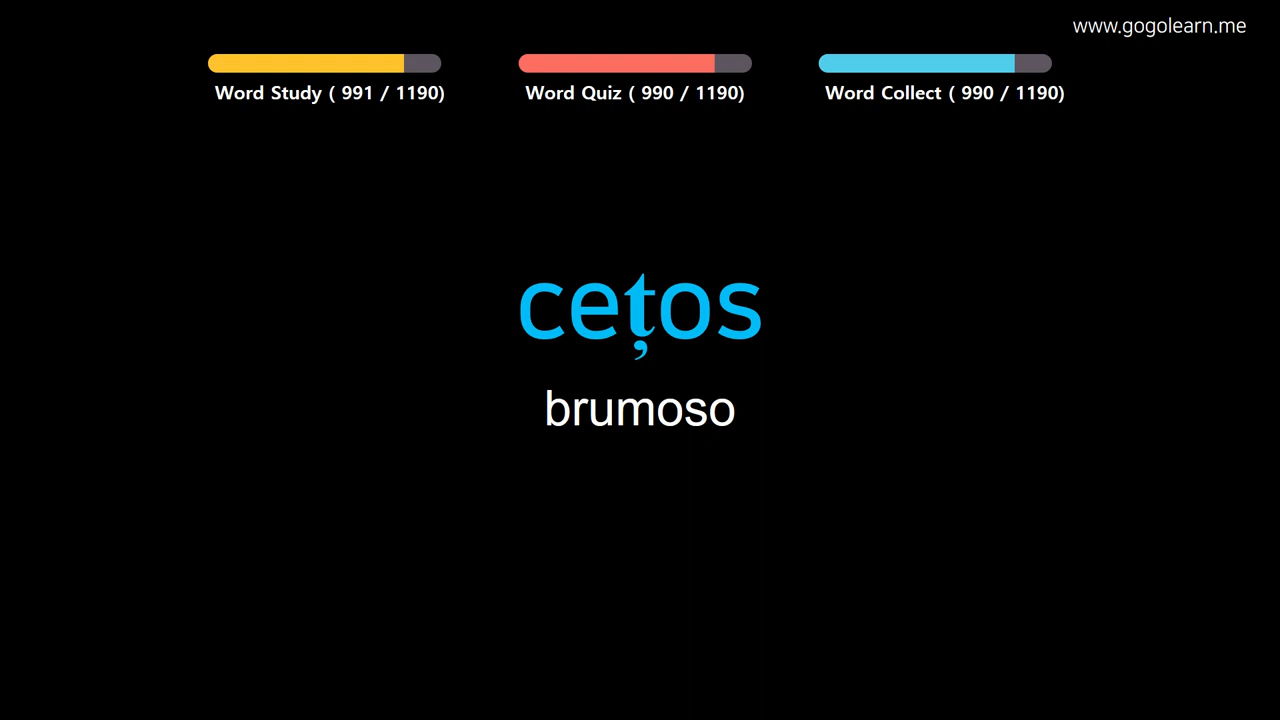 www.gogolearn.me
Word Study ( 991 / 1190)
Word Quiz ( 990 / 1190)
Word Collect ( 990 / 1190)
cețos
brumoso